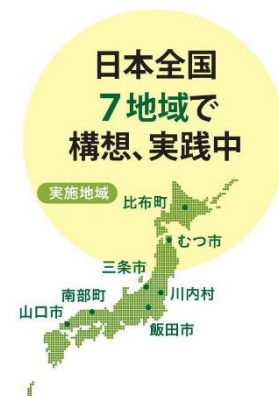 日本全国
7地域で
構想、実践中
実施地域
比布町
むつ市
三条市
南部町
川内村
山口市
飯田市